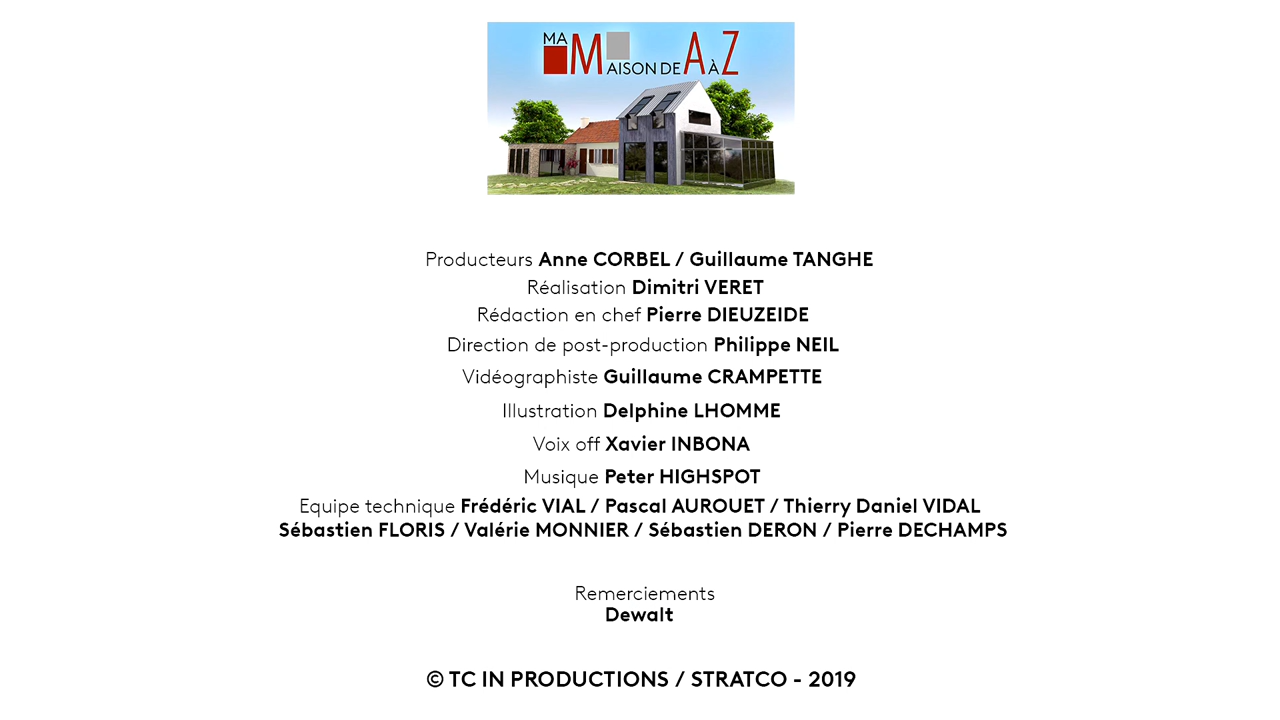 MA MAISON DE A à Z
Producteurs Anne CORBEL / Guillaume TANGHE
Réalisation Dimitri VERET
Rédaction en chef Pierre DIEUZEIDE
Direction de post-production Philippe NEIL
Vidéographiste Guillaume CRAMPETTE
Illustration Delphine LHOMME
Voix off Xavier INBONA
Musique Peter HIGHSPOT
Equipe technique Frédéric VIAL / Pascal AUROUET / Thierry Daniel VIDAL
Sébastien FLORIS / Valérie MONNIER / Sébastien DERON / Pierre DECHAMPS
Remerciements
Dewalt
© TC IN PRODUCTIONS / STRATCO - 2019